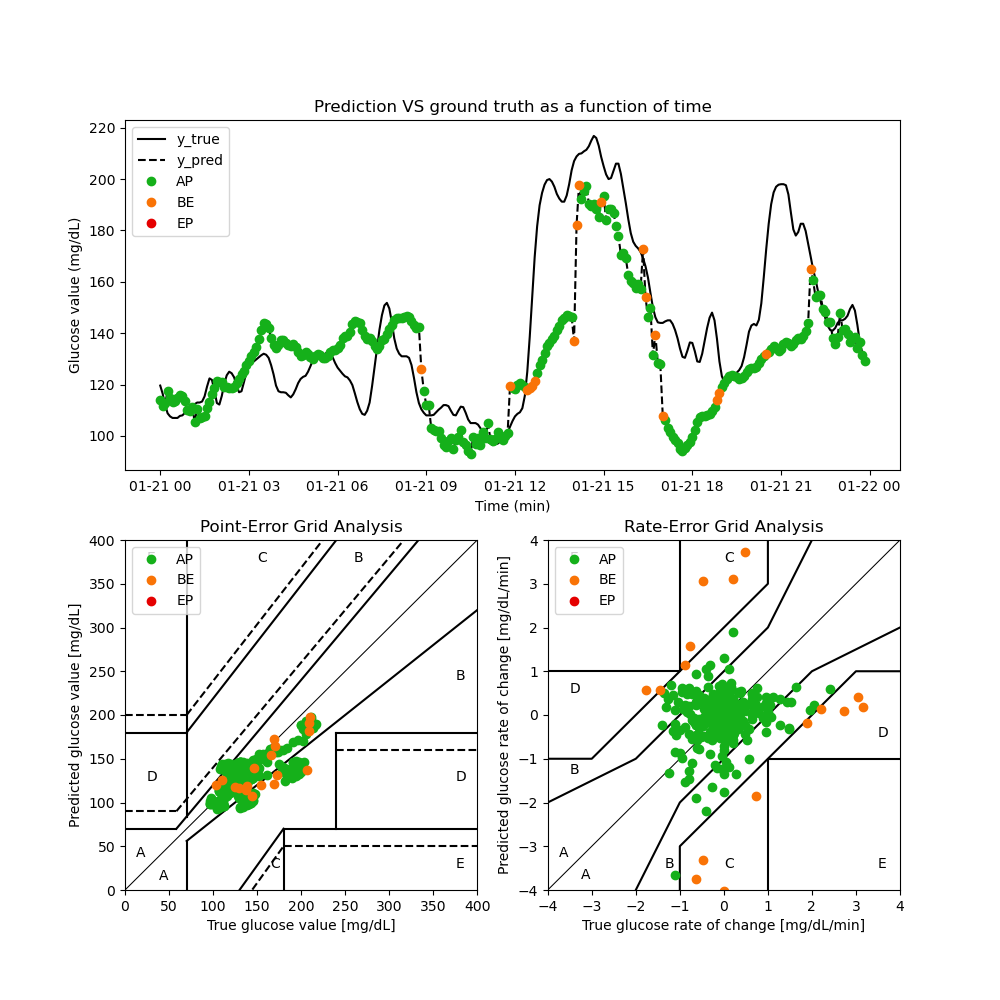 Prediction VS ground truth as a function of time
Glucose value (mg/dL)
220
200
180
160
140
120
100
y_true
y_pred
AP
BE
EP
01-21 00 01-21 03 01-21 06 01-21 09 01-21 12 01-21 15 01-21 18 01-21 21 01-22 00
Time (min)
Point-Error Grid Analysis
Predicted glucose value [mg/dL]
400
350
300
250
200
150
100
50
0
AP
BE
EP
C
B
B
D
D
A
A
C
E
0 50 100 150 200 250 300 350 400
True glucose value [mg/dL]
Rate-Error Grid Analysis
Predicted glucose rate of change [mg/dL/min]
4
3
2
1
0
−1
−2
−3
−4
AP
BE
EP
C
D
D
B
A
A
B
C
E
−4 −3 −2 −1 0 1 2 3 4
True glucose rate of change [mg/dL/min]